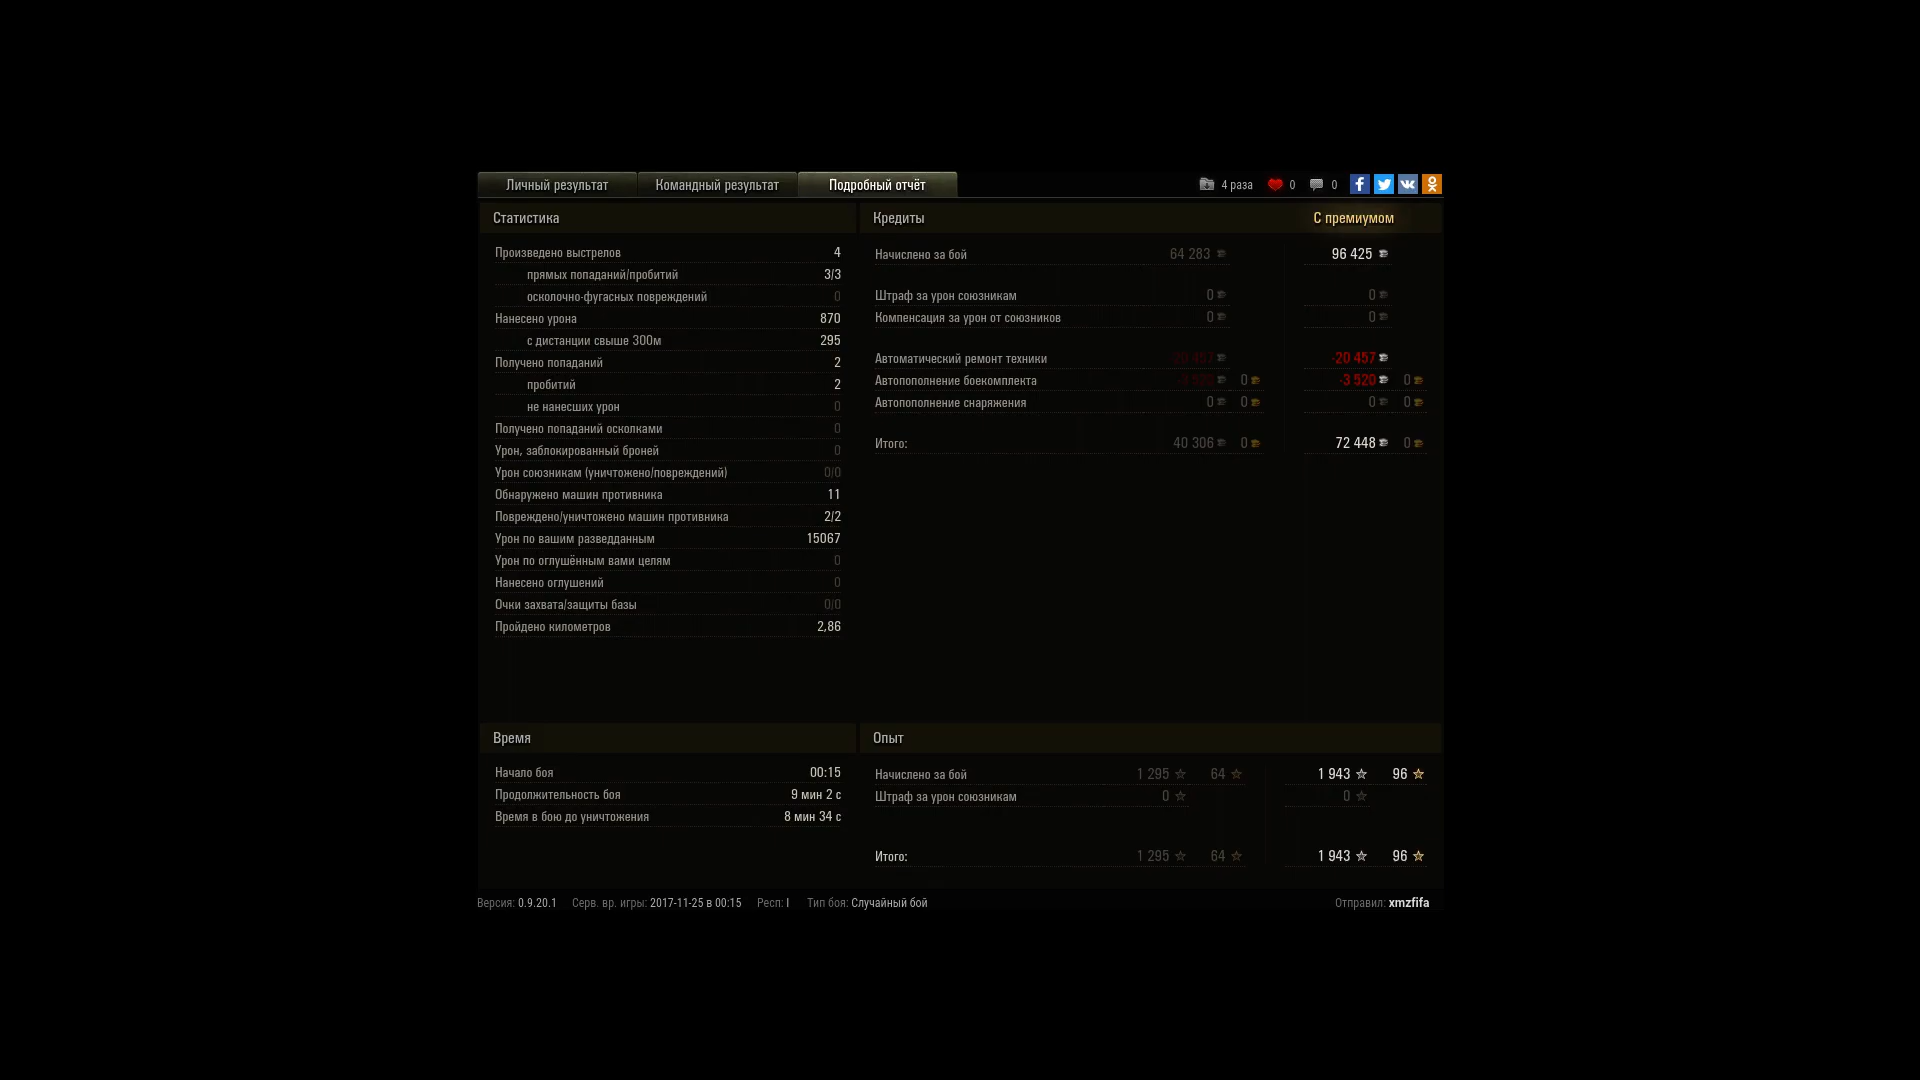 Личный результат Командный результат Подробный отчёт 4 раза 0 0
Статистика
Произведено выстрелов 4
прямых попаданий/пробитий 3/3
осколочно-фугасных повреждений 0
Нанесено урона 870
с дистанции свыше 300м 295
Получено попаданий 2
пробитий 2
не нанесших урон 0
Получено попаданий осколками 0
Урон, заблокированный броней 0
Урон союзникам (уничтожено/повреждений) 0/0
Обнаружено машин противника 11
Повреждено/уничтожено машин противника 2/2
Урон по вашим разведданным 15067
Урон по оглушённым вами целям 0
Нанесено оглушений 0
Очки захвата/защиты базы 0/0
Пройдено километров 2,86
Кредиты С премиумом
Начислено за бой 64 283 96 425
Штраф за урон союзникам 0 0
Компенсация за урон от союзников 0 0
Автоматический ремонт техники -20 457 -20 457
Автопополнение боекомплекта -3 520 0 -3 520 0
Автопополнение снаряжения 0 0 0 0
Итого: 40 306 0 72 448 0
Время
Начало боя 00:15
Продолжительность боя 9 мин 2 с
Время в бою до уничтожения 8 мин 34 с
Опыт
Начислено за бой 1 295 64 1 943 96
Штраф за урон союзникам 0 0
Итого: 1 295 64 1 943 96
Версия: 0.9.20.1 Серв. вр. игры: 2017-11-25 в 00:15 Респ: I Тип боя: Случайный бой Отправил: xmzfifa